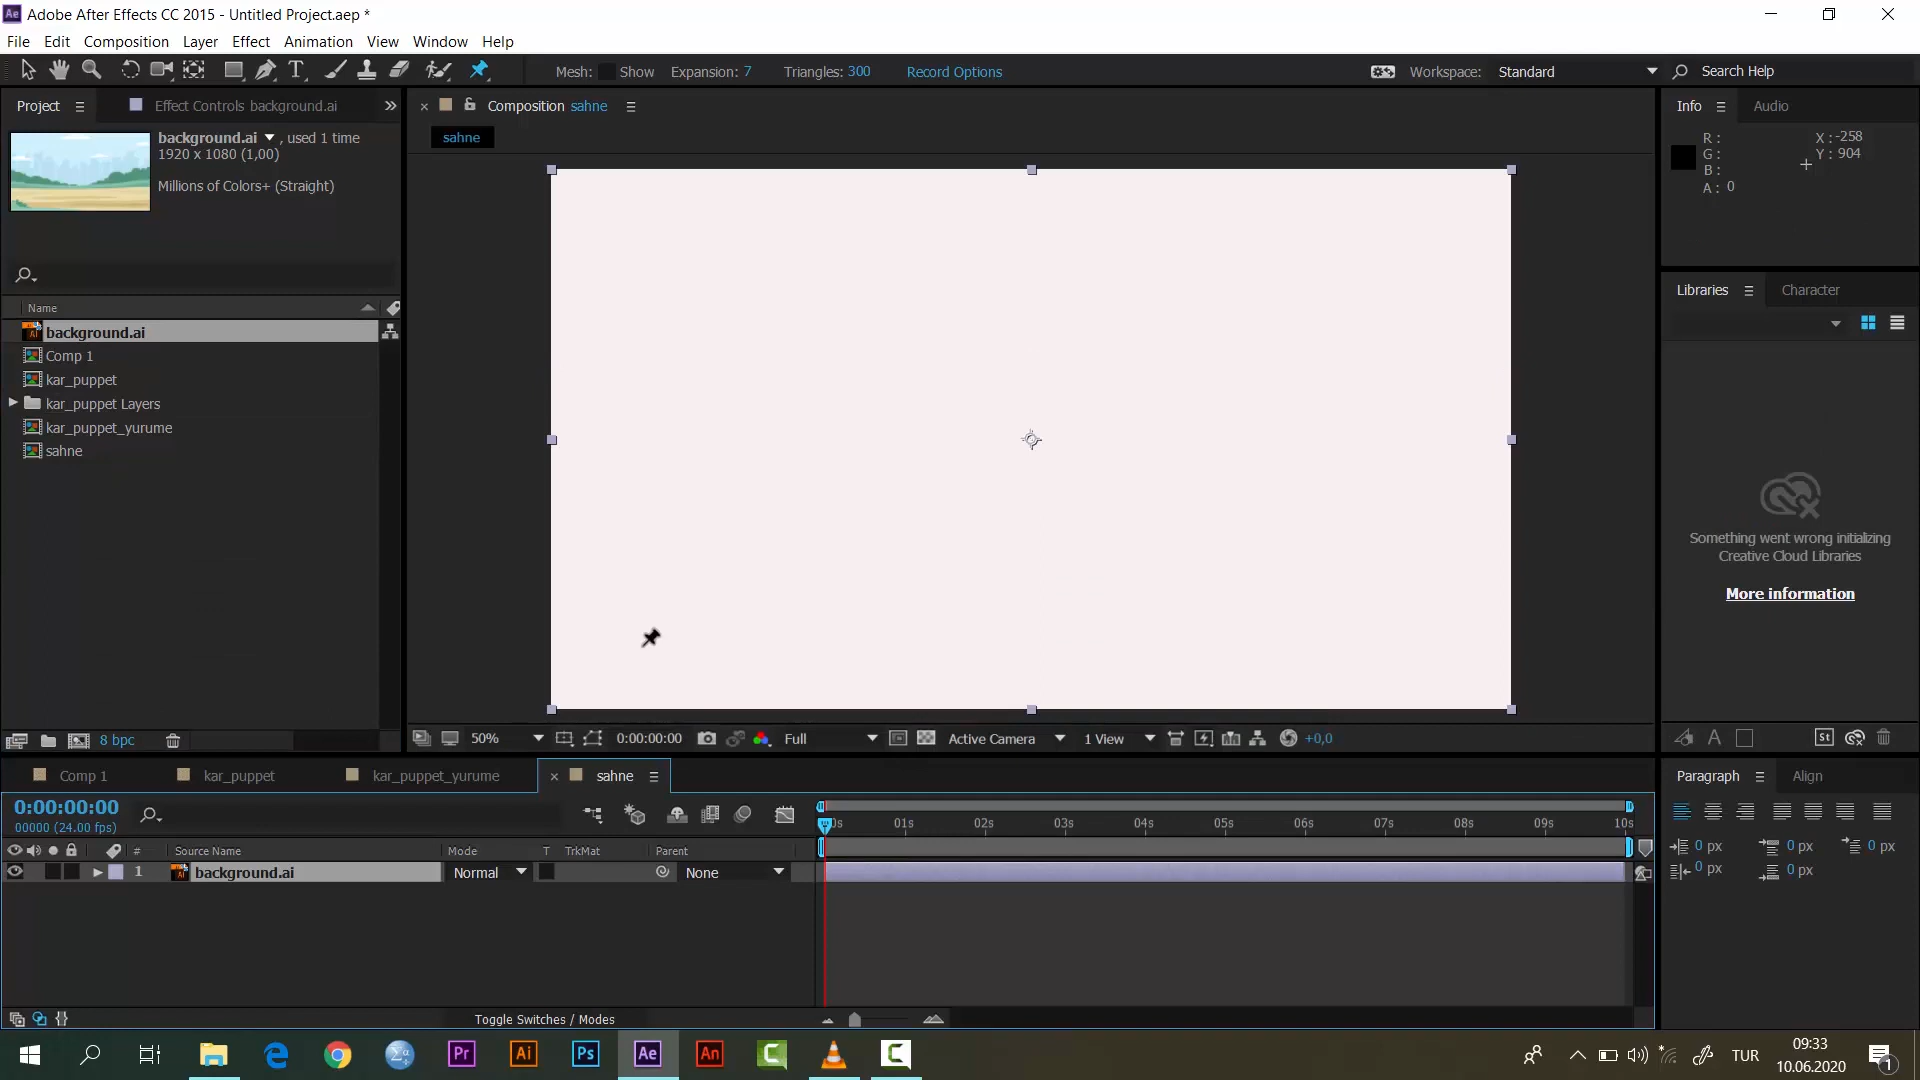 Adobe After Effects CC 2015 - Untitled Project.aep *
File Edit Composition Layer Effect Animation View Window Help
Mesh: Show Expansion: 7 Triangles: 300 Record Options Workspace: Standard Search Help
Project Effect Controls background.ai
Composition sahne
Info Audio
background.ai , used 1 time
1920 x 1080 (1,00)
Millions of Colors+ (Straight)
sahne
R :
G :
B :
A : 0
X : -258
Y : 904
Libraries Character
Name
background.ai
Comp 1
kar_puppet
kar_puppet Layers
kar_puppet_yurume
sahne
Something went wrong initializing
Creative Cloud Libraries
More information
8 bpc
50% 0:00:00:00 Full Active Camera 1 View +0,0
Comp 1 kar_puppet kar_puppet_yurume sahne
Paragraph Align
0:00:00:00
00000 (24.00 fps)
01s 02s 03s 04s 05s 06s 07s 08s 09s 10s
# Source Name Mode T TrkMat Parent
1 background.ai Normal None
0 px 0 px 0 px
0 px 0 px
Toggle Switches / Modes
Pr Ai Ps Ae An
TUR
09:33
10.06.2020
1